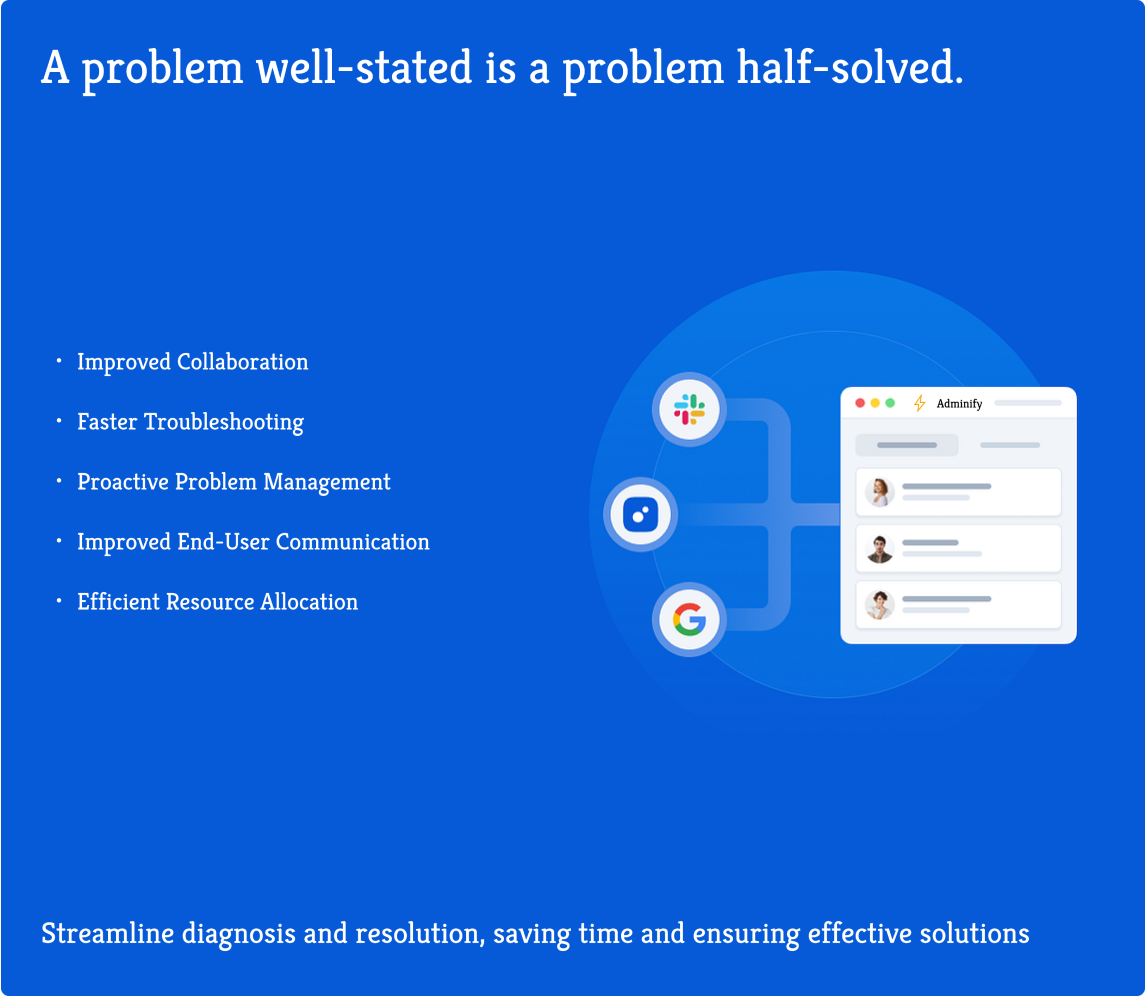 A problem well-stated is a problem half-solved.
Improved Collaboration
Faster Troubleshooting
Proactive Problem Management
Improved End-User Communication
Efficient Resource Allocation
Adminify
Streamline diagnosis and resolution, saving time and ensuring effective solutions